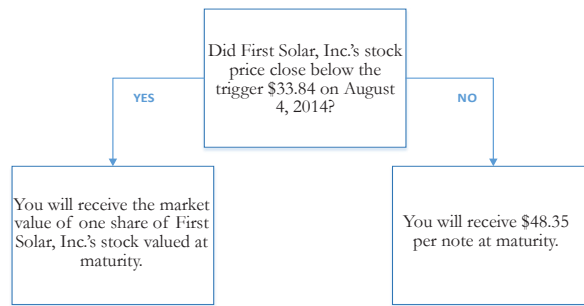 Did First Solar, Inc.'s stock
price close below the
trigger $33.84 on August
4, 2014?
YES
NO
You will receive the market
value of one share of First
Solar, Inc.'s stock valued at
maturity.
You will receive $48.35
per note at maturity.